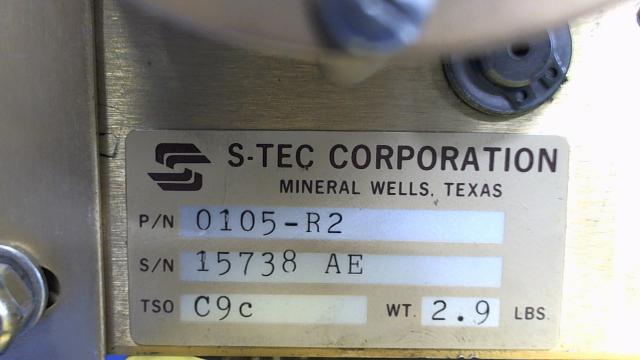 S-TEC CORPORATION
MINERAL WELLS, TEXAS
P/N 0105-R2
S/N 15738 AE
TSO C9c WT. 2.9 LBS.